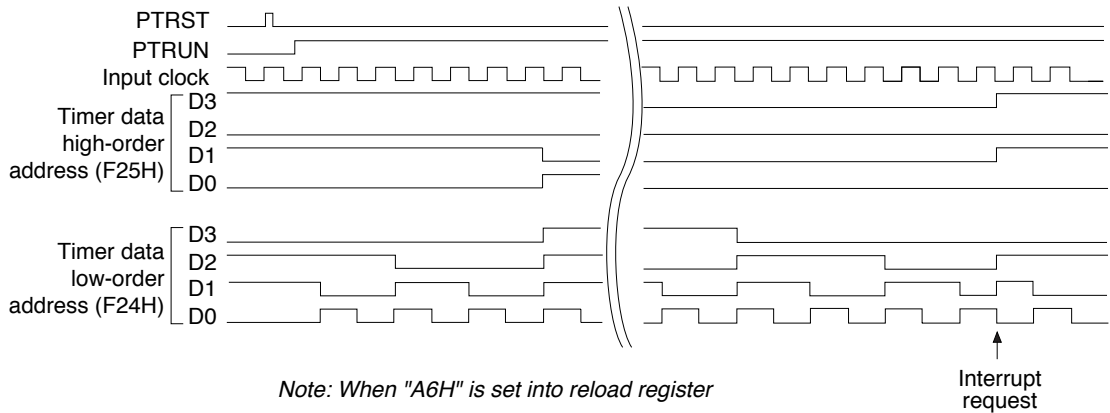 PTRST
PTRUN
Input clock
Timer data
high-order
address (F25H)
D3
D2
D1
D0
Timer data
low-order
address (F24H)
D3
D2
D1
D0
Note: When "A6H" is set into reload register
Interrupt
request